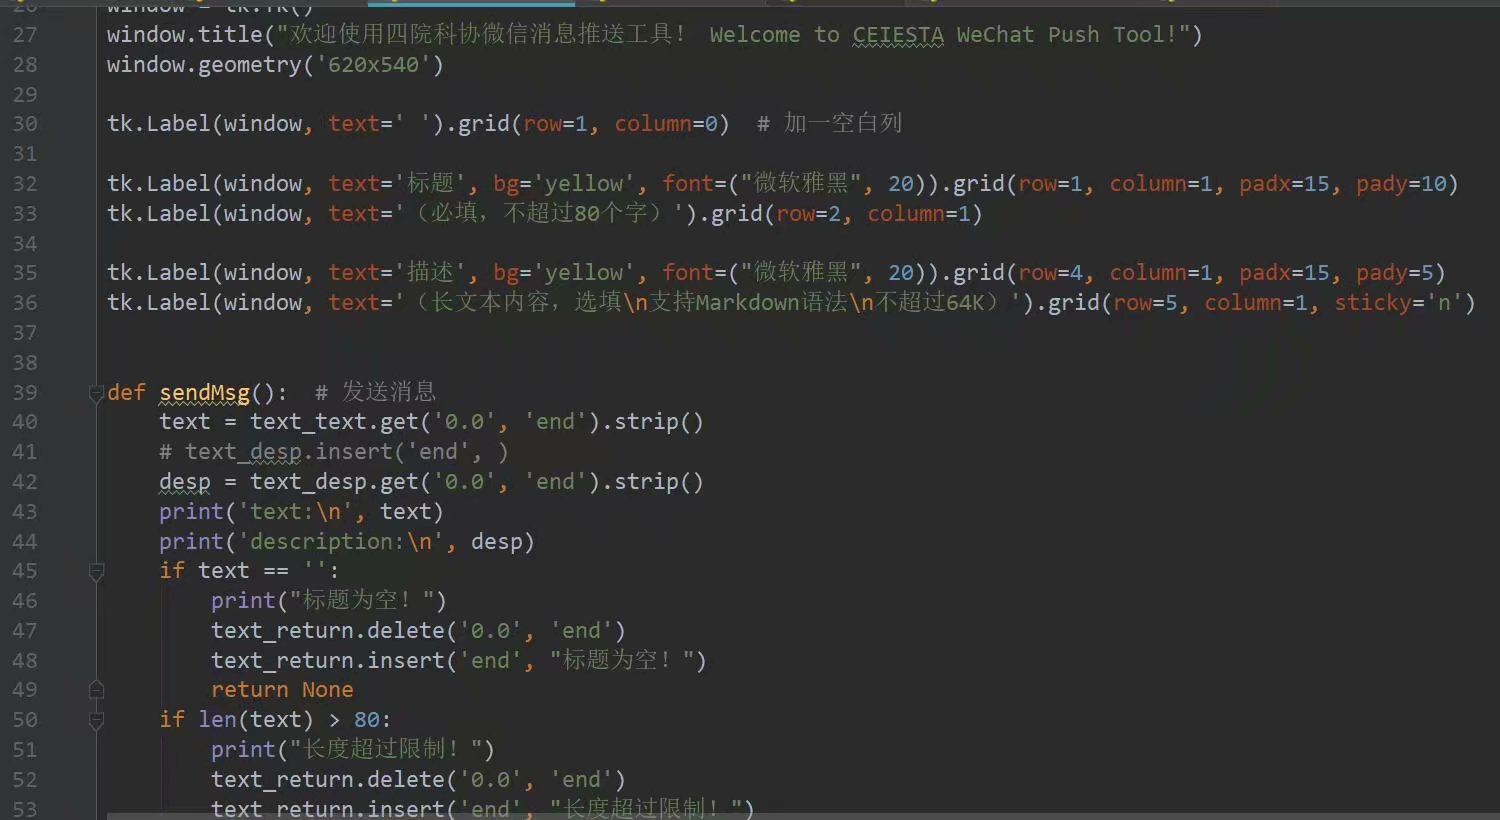 26 window = tk.Tk()
27 window.title("欢迎使用四院科协微信消息推送工具！ Welcome to CEIESTA WeChat Push Tool!")
28 window.geometry('620x540')
29
30 tk.Label(window, text=' ').grid(row=1, column=0)  # 加一空白列
31
32 tk.Label(window, text='标题', bg='yellow', font=("微软雅黑", 20)).grid(row=1, column=1, padx=15, pady=10)
33 tk.Label(window, text='（必填，不超过80个字）').grid(row=2, column=1)
34
35 tk.Label(window, text='描述', bg='yellow', font=("微软雅黑", 20)).grid(row=4, column=1, padx=15, pady=5)
36 tk.Label(window, text='（长文本内容，选填\n支持Markdown语法\n不超过64K）').grid(row=5, column=1, sticky='n')
37
38
39 def sendMsg():  # 发送消息
40     text = text_text.get('0.0', 'end').strip()
41     # text_desp.insert('end', )
42     desp = text_desp.get('0.0', 'end').strip()
43     print('text:\n', text)
44     print('description:\n', desp)
45     if text == '':
46         print("标题为空！")
47         text_return.delete('0.0', 'end')
48         text_return.insert('end', "标题为空！")
49         return None
50     if len(text) > 80:
51         print("长度超过限制！")
52         text_return.delete('0.0', 'end')
53         text_return.insert('end', "长度超过限制！")